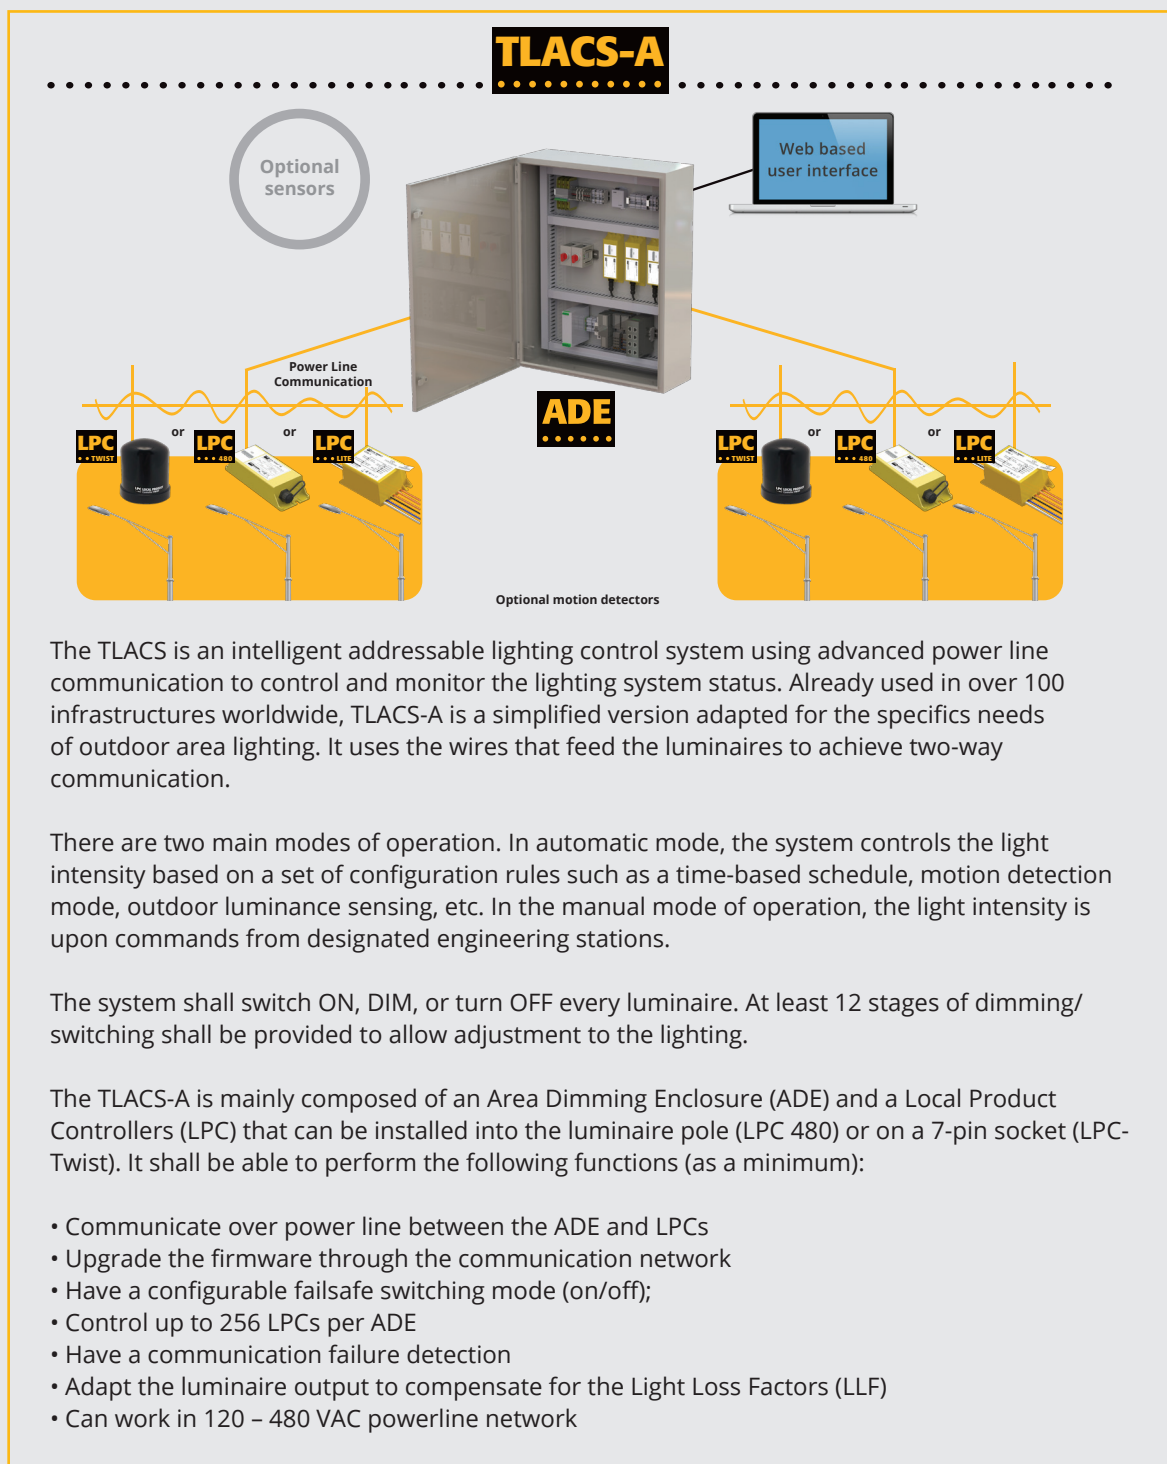 TLACS-A
Optional
sensors
Web based
user interface
Power Line
Communication
ADE
LPC
TWIST
or
LPC
480
or
LPC
LITE
LPC
TWIST
or
LPC
480
or
LPC
LITE
Optional motion detectors
The TLACS is an intelligent addressable lighting control system using advanced power line
communication to control and monitor the lighting system status. Already used in over 100
infrastructures worldwide, TLACS-A is a simplified version adapted for the specifics needs
of outdoor area lighting. It uses the wires that feed the luminaires to achieve two-way
communication.
There are two main modes of operation. In automatic mode, the system controls the light
intensity based on a set of configuration rules such as a time-based schedule, motion detection
mode, outdoor luminance sensing, etc. In the manual mode of operation, the light intensity is
upon commands from designated engineering stations.
The system shall switch ON, DIM, or turn OFF every luminaire. At least 12 stages of dimming/
switching shall be provided to allow adjustment to the lighting.
The TLACS-A is mainly composed of an Area Dimming Enclosure (ADE) and a Local Product
Controllers (LPC) that can be installed into the luminaire pole (LPC 480) or on a 7-pin socket (LPC-
Twist). It shall be able to perform the following functions (as a minimum):
• Communicate over power line between the ADE and LPCs
• Upgrade the firmware through the communication network
• Have a configurable failsafe switching mode (on/off);
• Control up to 256 LPCs per ADE
• Have a communication failure detection
• Adapt the luminaire output to compensate for the Light Loss Factors (LLF)
• Can work in 120 – 480 VAC powerline network